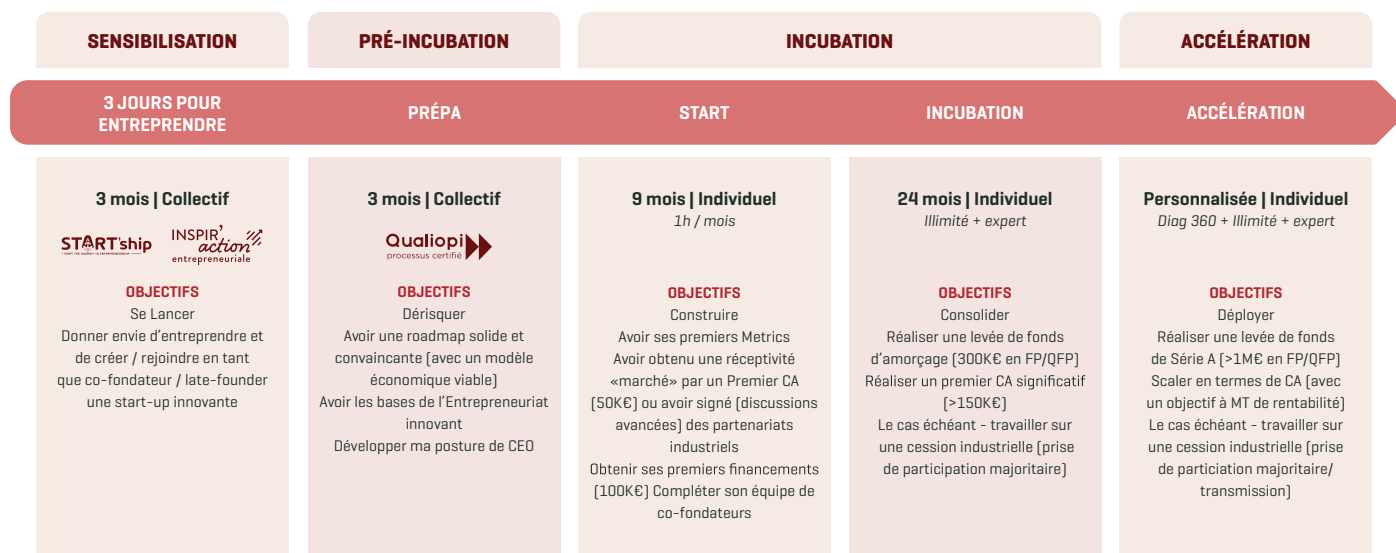 SENSIBILISATION
PRÉ-INCUBATION
INCUBATION
ACCÉLÉRATION
3 JOURS POUR
ENTREPRENDRE
PRÉPA
START
INCUBATION
ACCÉLÉRATION
3 mois | Collectif
START'ship
START THE JOURNEY TO ENTREPRENEURSHIP
INSPIR'
action
entrepreneuriale
OBJECTIFS
Se Lancer
Donner envie d'entreprendre et
de créer / rejoindre en tant
que co-fondateur / late-founder
une start-up innovante
3 mois | Collectif
Qualiopi
processus certifié
OBJECTIFS
Dérisquer
Avoir une roadmap solide et
convaincante (avec un modèle
économique viable)
Avoir les bases de l'Entrepreneuriat
innovant
Développer ma posture de CEO
9 mois | Individuel
1h / mois
OBJECTIFS
Construire
Avoir ses premiers Metrics
Avoir obtenu une réceptivité
«marché» par un Premier CA
(50K€) ou avoir signé (discussions
avancées) des partenariats
industriels
Obtenir ses premiers financements
(100K€) Compléter son équipe de
co-fondateurs
24 mois | Individuel
Illimité + expert
OBJECTIFS
Consolider
Réaliser une levée de fonds
d'amorçage (300K€ en FP/QFP)
Réaliser un premier CA significatif
(>150K€)
Le cas échéant - travailler sur
une cession industrielle (prise
de participation majoritaire)
Personnalisée | Individuel
Diag 360 + Illimité + expert
OBJECTIFS
Déployer
Réaliser une levée de fonds
de Série A (>1M€ en FP/QFP)
Scaler en termes de CA (avec
un objectif à MT de rentabilité)
Le cas échéant - travailler sur
une cession industrielle (prise
de particiation majoritaire/
transmission)